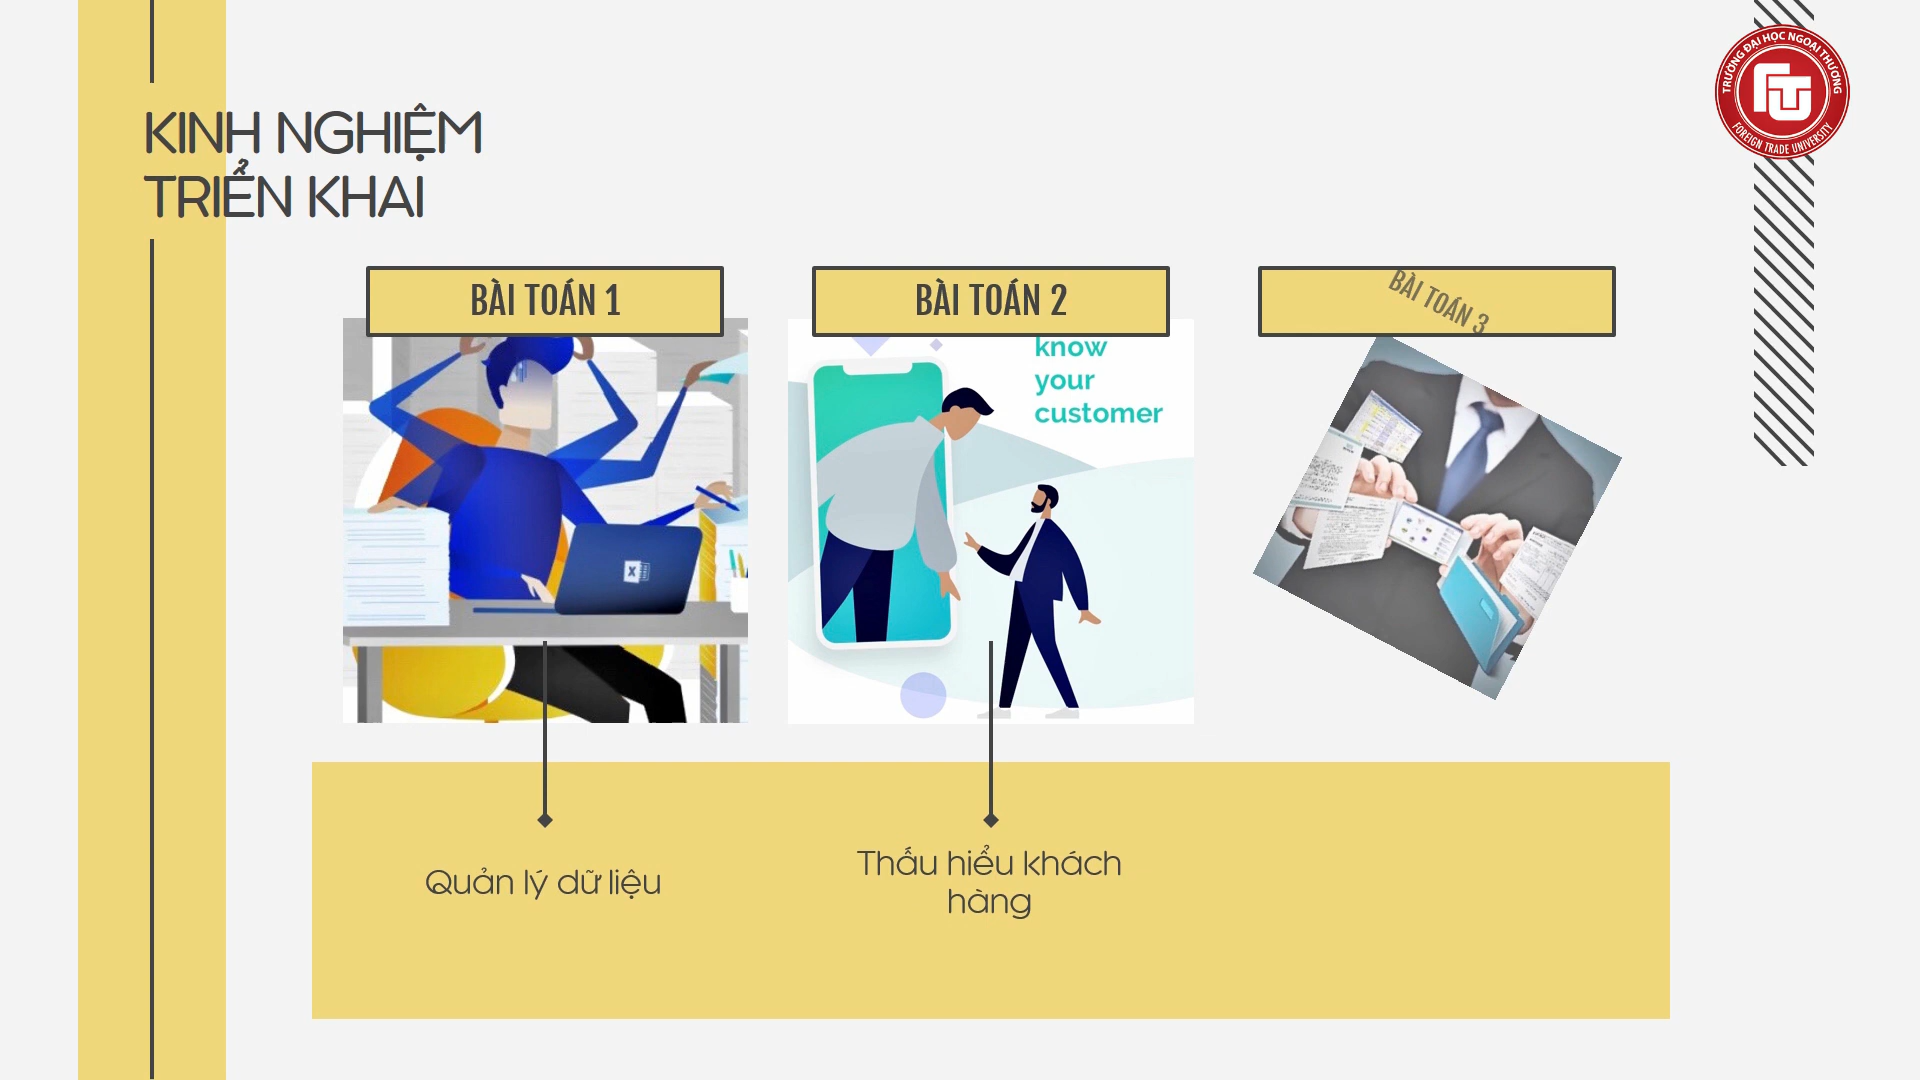 TRƯỜNG ĐẠI HỌC NGOẠI THƯƠNG
FTU
FOREIGN TRADE UNIVERSITY
KINH NGHIỆM
TRIỂN KHAI
BÀI TOÁN 1
BÀI TOÁN 2
BÀI TOÁN 3
know
your
customer
X
Quản lý dữ liệu
Thấu hiểu khách
hàng